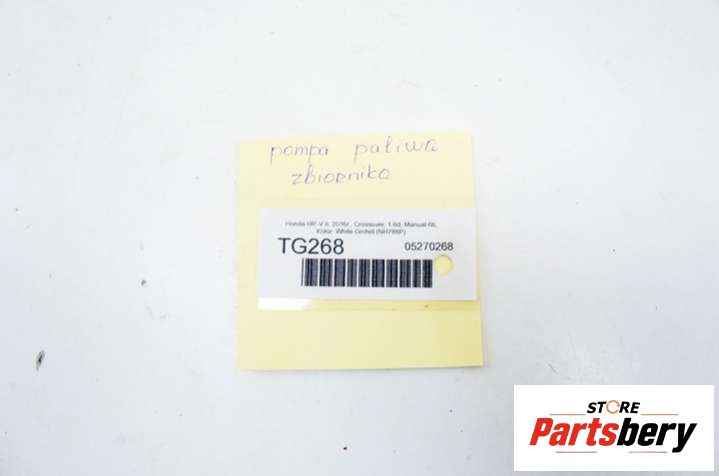 pompa paliwa
zbiornika
Honda HR-V II, 2016r., Crossover, 1.6d, Manual 6b,
Kolor: White Orchid (NH788P)
TG268 05270268
STORE
Partsbery